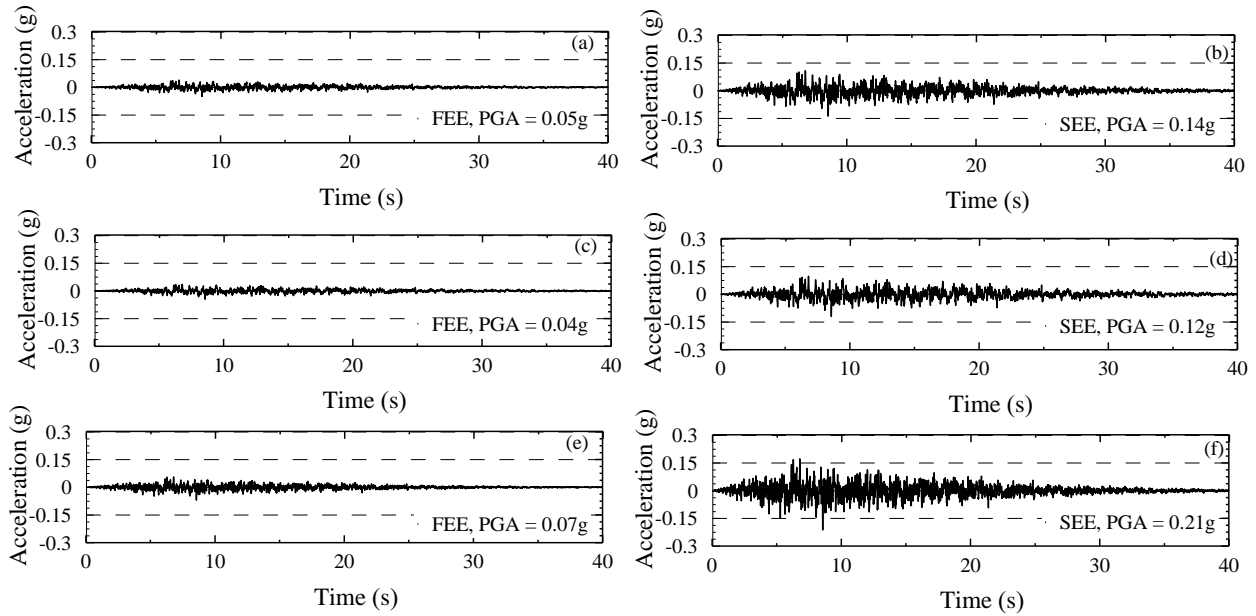 Acceleration (g)
0.3
0.15
0
-0.15
-0.3
(a)
FEE, PGA = 0.05g
0 10 20 30 40
Time (s)
Acceleration (g)
0.3
0.15
0
-0.15
-0.3
(b)
SEE, PGA = 0.14g
0 10 20 30 40
Time (s)
Acceleration (g)
0.3
0.15
0
-0.15
-0.3
(c)
FEE, PGA = 0.04g
0 10 20 30 40
Time (s)
Acceleration (g)
0.3
0.15
0
-0.15
-0.3
(d)
SEE, PGA = 0.12g
0 10 20 30 40
Time (s)
Acceleration (g)
0.3
0.15
0
-0.15
-0.3
(e)
FEE, PGA = 0.07g
0 10 20 30 40
Time (s)
Acceleration (g)
0.3
0.15
0
-0.15
-0.3
(f)
SEE, PGA = 0.21g
0 10 20 30 40
Time (s)